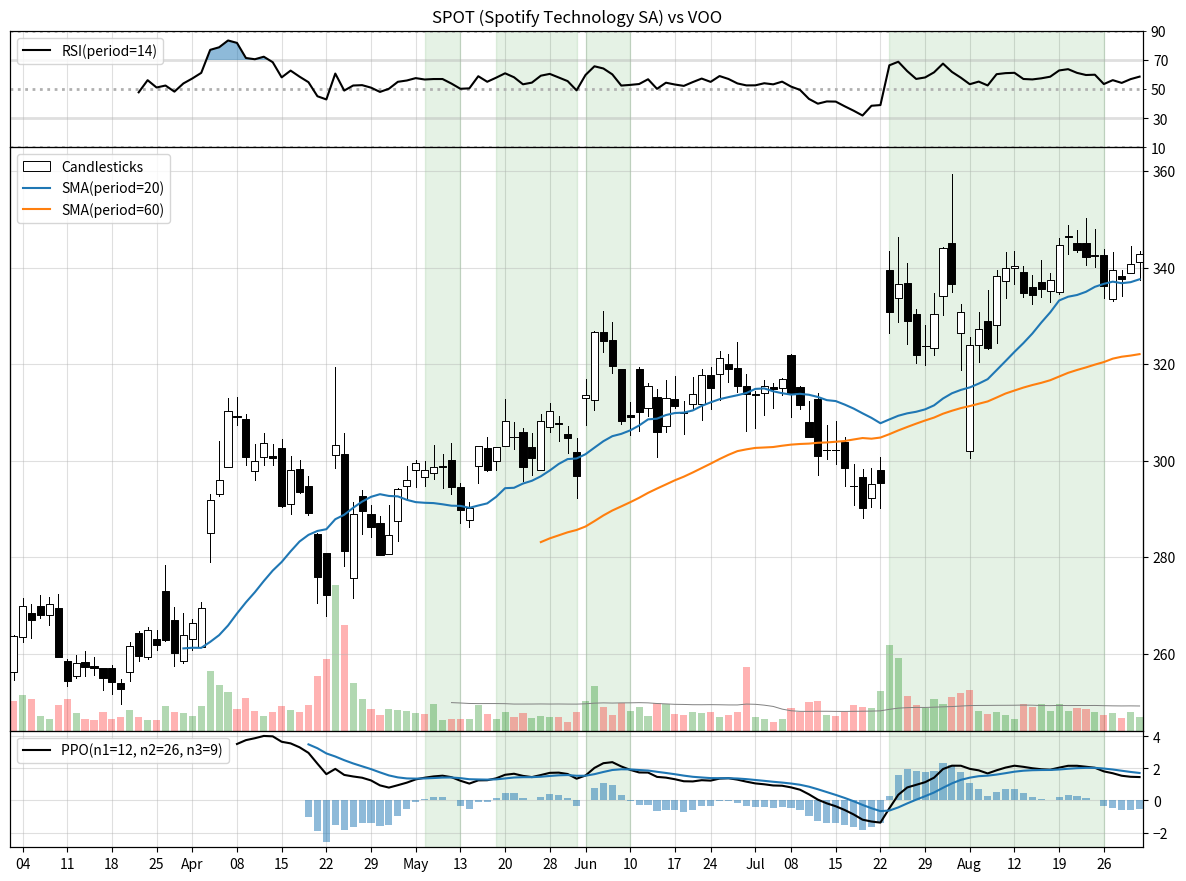 SPOT (Spotify Technology SA) vs VOO
RSI(period=14)
90
70
50
30
10
Candlesticks
SMA(period=20)
SMA(period=60)
360
340
320
300
280
260
PPO(n1=12, n2=26, n3=9)
4
2
0
−2
04 11 18 25 Apr 08 15 22 29 May 13 20 28 Jun 10 17 24 Jul 08 15 22 29 Aug 12 19 26